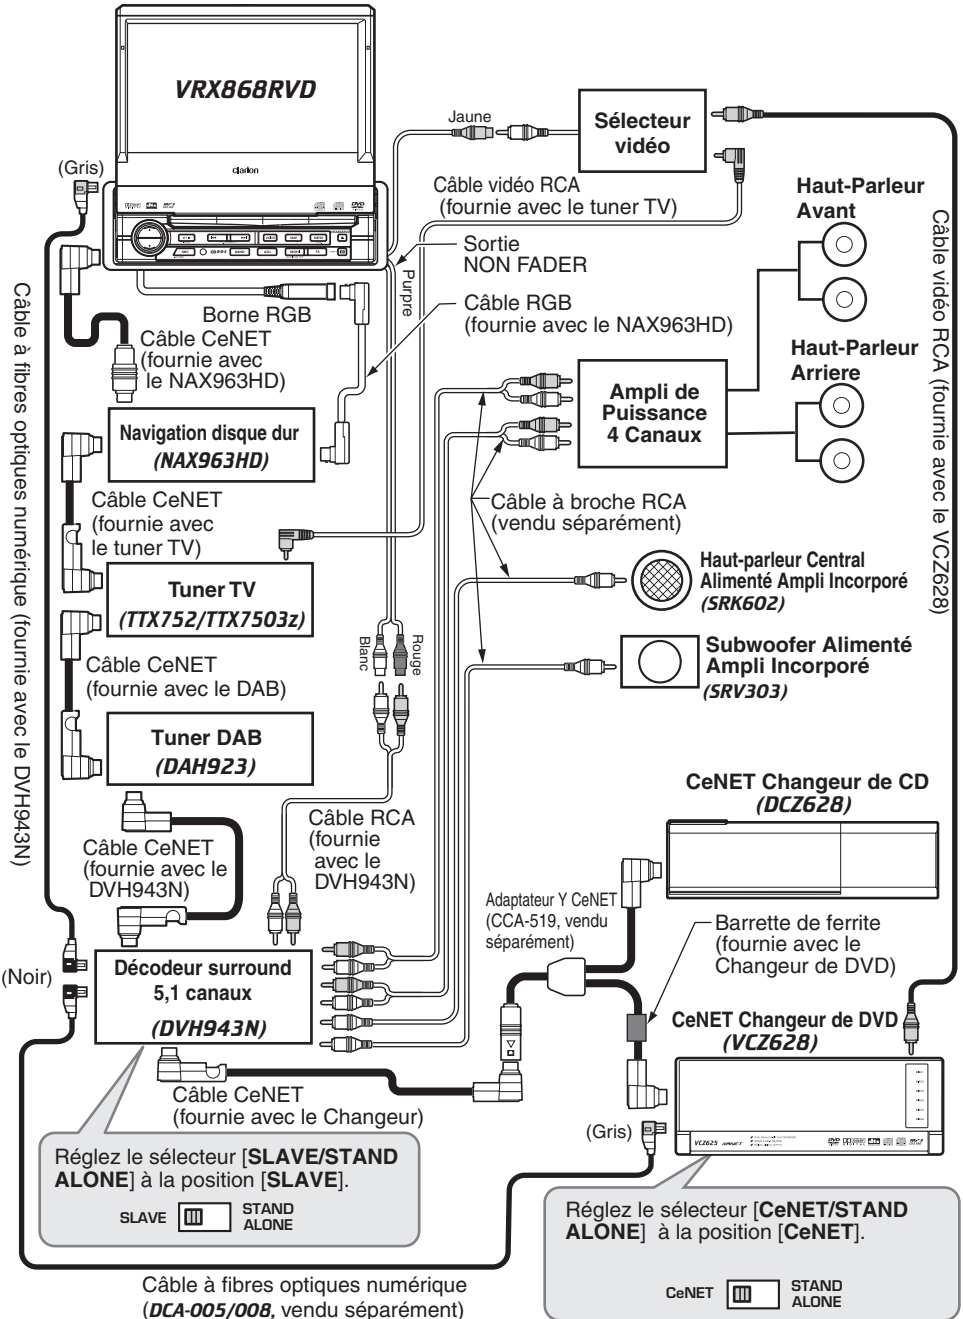 VRX868RVD
clarion
(Gris)
Jaune
Sélecteur
vidéo
Câble vidéo RCA
(fournie avec le tuner TV)
Haut-Parleur
Avant
Câble vidéo RCA (fournie avec le VCZ628)
Sortie
NON FADER
Purpre
Borne RGB
Câble RGB
(fournie avec le NAX963HD)
Câble CeNET
(fournie avec
le NAX963HD)
Haut-Parleur
Arriere
Câble à fibres optiques numérique (fournie avec le DVH943N)
Ampli de
Puissance
4 Canaux
Navigation disque dur
(NAX963HD)
Câble CeNET
(fournie avec
le tuner TV)
Câble à broche RCA
(vendu séparément)
Tuner TV
(TTX752/TTX7503z)
Haut-parleur Central
Alimenté Ampli Incorporé
(SRK602)
Blanc
Rouge
Câble CeNET
(fournie avec le DAB)
Subwoofer Alimenté
Ampli Incorporé
(SRV303)
Tuner DAB
(DAH923)
CeNET Changeur de CD
(DCZ628)
Câble RCA
(fournie
avec le
DVH943N)
Câble CeNET
(fournie avec le
DVH943N)
Adaptateur Y CeNET
(CCA-519, vendu
séparément)
Barrette de ferrite
(fournie avec le
Changeur de DVD)
(Noir)
Décodeur surround
5,1 canaux
(DVH943N)
CeNET Changeur de DVD
(VCZ628)
Câble CeNET
(fournie avec le Changeur)
(Gris)
VCZ625
Réglez le sélecteur [SLAVE/STAND
ALONE] à la position [SLAVE].
SLAVE
STAND
ALONE
Réglez le sélecteur [CeNET/STAND
ALONE] à la position [CeNET].
CeNET
STAND
ALONE
Câble à fibres optiques numérique
(DCA-005/008, vendu séparément)